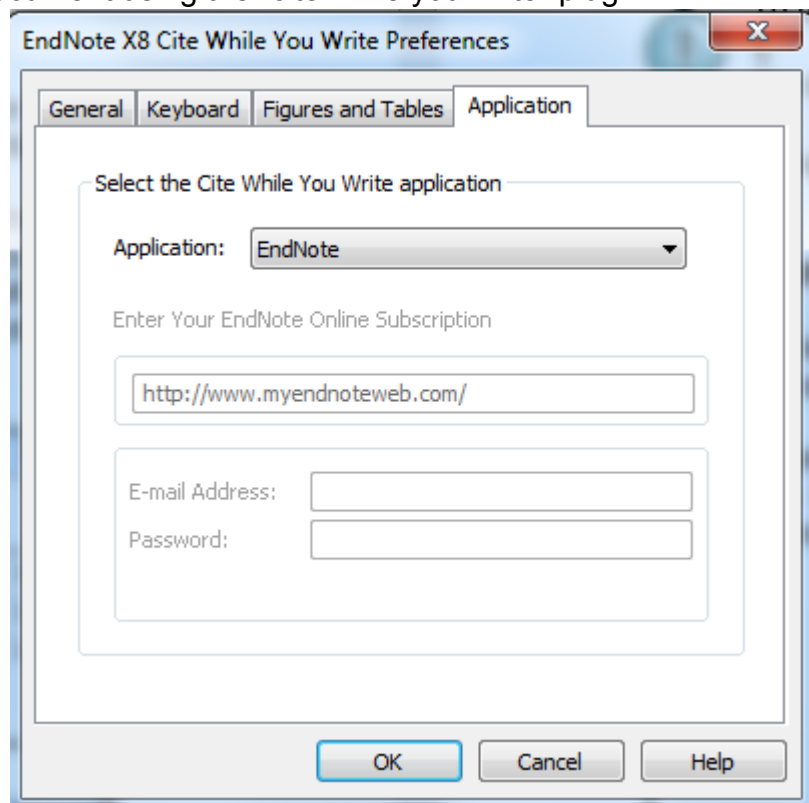 EndNote X8 Cite While You Write Preferences
General Keyboard Figures and Tables Application
Select the Cite While You Write application
Application: EndNote
Enter Your EndNote Online Subscription
http://www.myendnoteweb.com/
E-mail Address:
Password:
OK Cancel Help